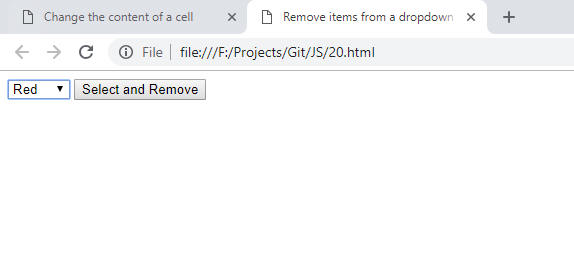 Change the content of a cell
Remove items from a dropdown
File file:///F:/Projects/Git/JS/20.html
Red Select and Remove